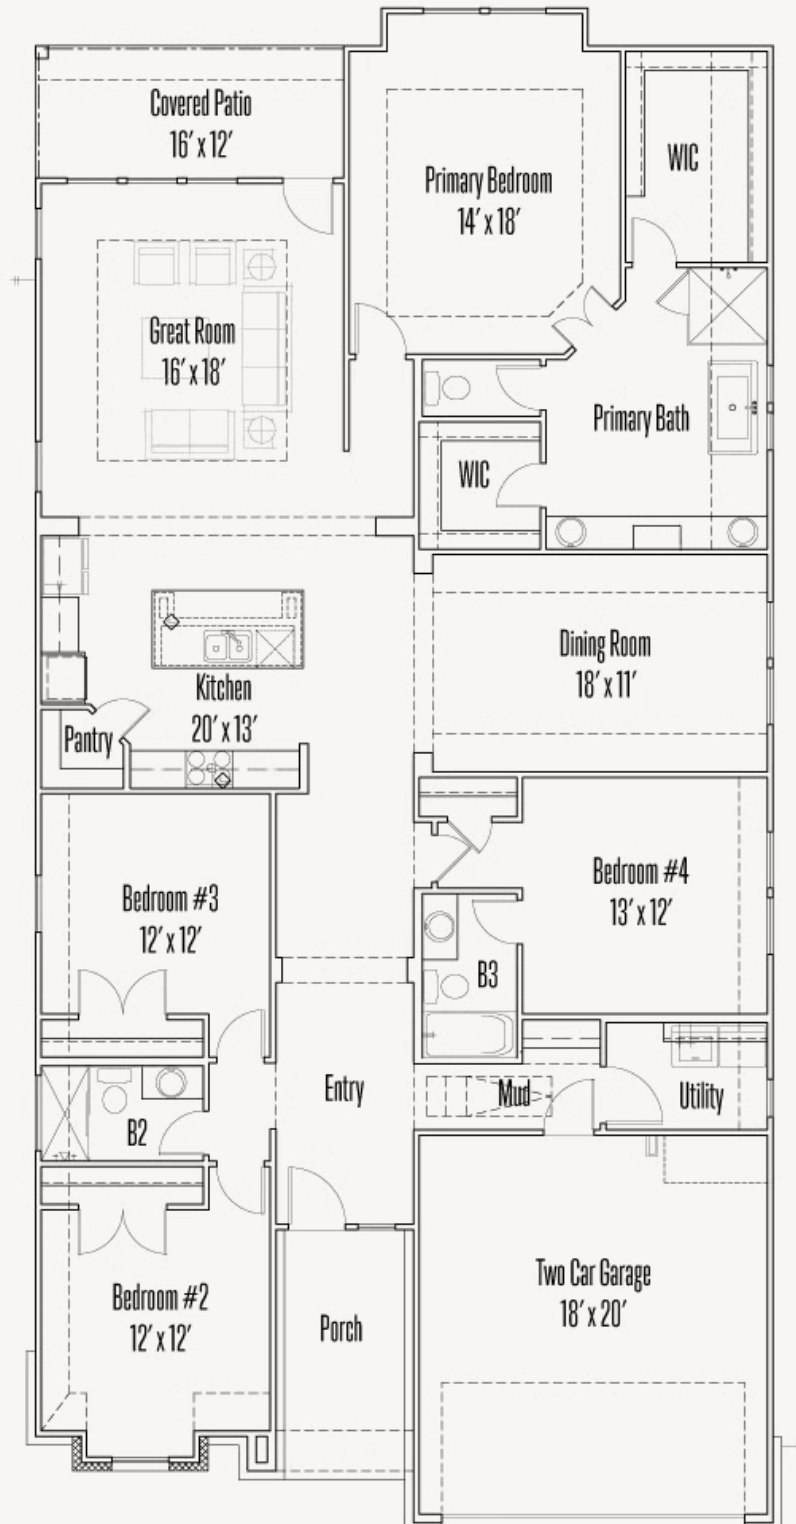 Covered Patio
16' x 12'
Primary Bedroom
14' x 18'
WIC
Great Room
16' x 18'
Primary Bath
WIC
Dining Room
18' x 11'
Kitchen
20' x 13'
Pantry
Bedroom #3
12' x 12'
Bedroom #4
13' x 12'
B3
Entry
Mud
Utility
B2
Bedroom #2
12' x 12'
Porch
Two Car Garage
18' x 20'